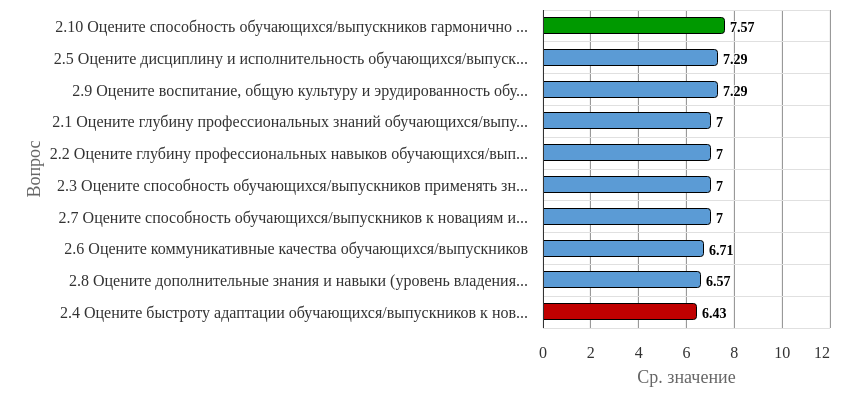 2.10 Оцените способность обучающихся/выпускников гармонично ... 7.57
2.5 Оцените дисциплину и исполнительность обучающихся/выпуск... 7.29
2.9 Оцените воспитание, общую культуру и эрудированность обу... 7.29
2.1 Оцените глубину профессиональных знаний обучающихся/выпу... 7
2.2 Оцените глубину профессиональных навыков обучающихся/вып... 7
2.3 Оцените способность обучающихся/выпускников применять зн... 7
2.7 Оцените способность обучающихся/выпускников к новациям и... 7
2.6 Оцените коммуникативные качества обучающихся/выпускников 6.71
2.8 Оцените дополнительные знания и навыки (уровень владения... 6.57
2.4 Оцените быстроту адаптации обучающихся/выпускников к нов... 6.43
Вопрос
0 2 4 6 8 10 12
Ср. значение